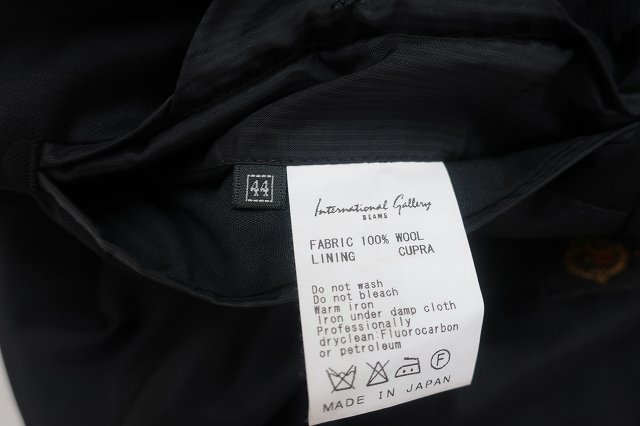 44
International Gallery
BEAMS
FABRIC 100% WOOL
LINING CUPRA
Do not wash
Do not bleach
Warm iron
Iron under damp cloth
Professionally
dryclean:Fluorocarbon
or petroleum
F
MADE IN JAPAN